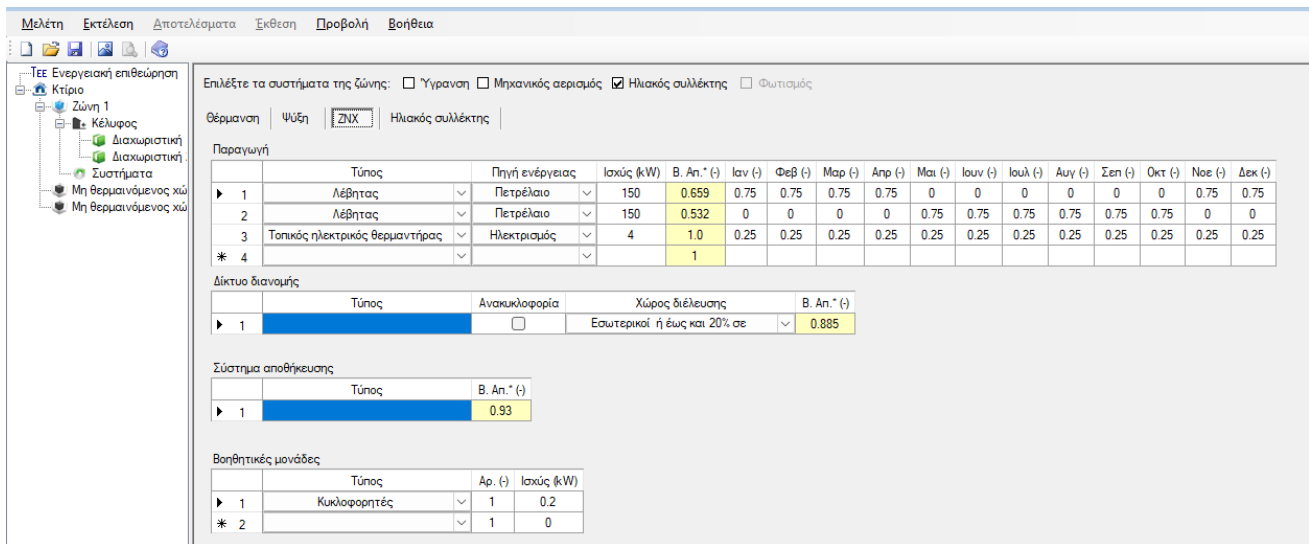 Μελέτη Εκτέλεση Αποτελέσματα Έκθεση Προβολή Βοήθεια
ΤΕΕ Ενεργειακή επιθεώρηση
Κτίριο
Ζώνη 1
Κέλυφος
Διαχωριστική
Διαχωριστική
Συστήματα
Μη θερμαινόμενος χώ
Μη θερμαινόμενος χώ
Επιλέξτε τα συστήματα της ζώνης: Ύγρανση Μηχανικός αερισμός Ηλιακός συλλέκτης Φωτισμός
Θέρμανση Ψύξη ΖΝΧ Ηλιακός συλλέκτης
Παραγωγή
Τύπος Πηγή ενέργειας Ισχύς (kW) Β. Απ.* (-) Ιαν (-) Φεβ (-) Μαρ (-) Απρ (-) Μαι (-) Ιουν (-) Ιουλ (-) Αυγ (-) Σεπ (-) Οκτ (-) Νοε (-) Δεκ (-)
1 Λέβητας Πετρέλαιο 150 0.659 0.75 0.75 0.75 0.75 0 0 0 0 0 0 0.75 0.75
2 Λέβητας Πετρέλαιο 150 0.532 0 0 0 0 0.75 0.75 0.75 0.75 0.75 0.75 0 0
3 Τοπικός ηλεκτρικός θερμαντήρας Ηλεκτρισμός 4 1.0 0.25 0.25 0.25 0.25 0.25 0.25 0.25 0.25 0.25 0.25 0.25 0.25
* 4 1
Δίκτυο διανομής
Τύπος Ανακυκλοφορία Χώρος διέλευσης Β. Απ.* (-)
1 Εσωτερικοί ή έως και 20% σε 0.885
Σύστημα αποθήκευσης
Τύπος Β. Απ.* (-)
1 0.93
Βοηθητικές μονάδες
Τύπος Αρ. (-) Ισχύς (kW)
1 Κυκλοφορητές 1 0.2
* 2 1 0